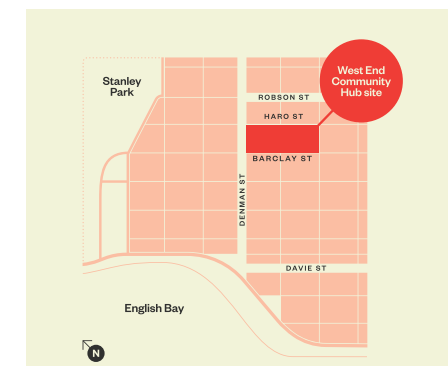 Stanley
Park
West End
Community
Hub site
ROBSON ST
HARO ST
BARCLAY ST
DENMAN ST
DAVIE ST
English Bay
N